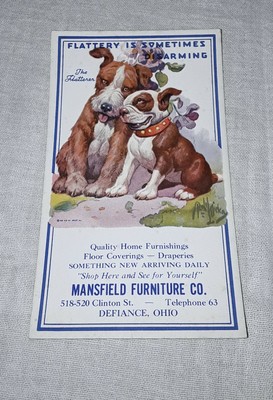 FLATTERY IS SOMETIMES
DISARMING
The Flatterer
Quality Home Furnishings
Floor Coverings — Draperies
SOMETHING NEW ARRIVING DAILY
"Shop Here and See for Yourself"
MANSFIELD FURNITURE CO.
518-520 Clinton St. — Telephone 63
DEFIANCE, OHIO